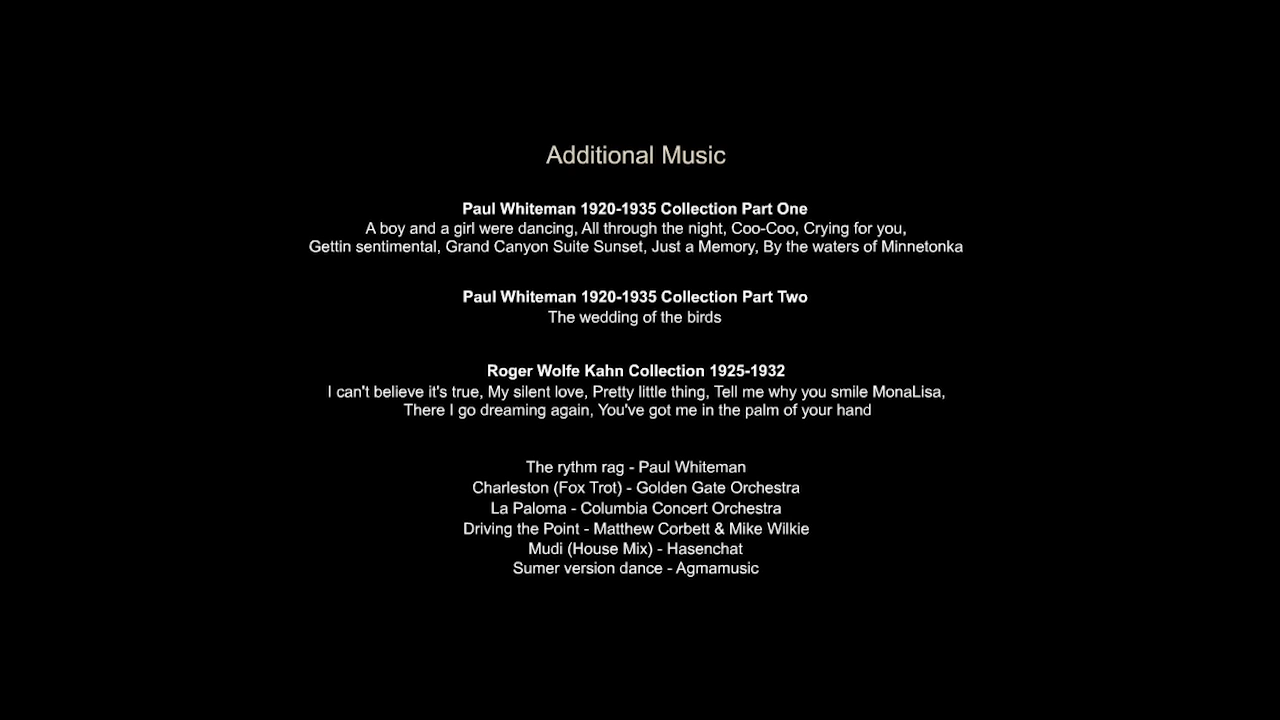 Additional Music
Paul Whiteman 1920-1935 Collection Part One
A boy and a girl were dancing, All through the night, Coo-Coo, Crying for you,
Gettin sentimental, Grand Canyon Suite Sunset, Just a Memory, By the waters of Minnetonka
Paul Whiteman 1920-1935 Collection Part Two
The wedding of the birds
Roger Wolfe Kahn Collection 1925-1932
I can't believe it's true, My silent love, Pretty little thing, Tell me why you smile MonaLisa,
There I go dreaming again, You've got me in the palm of your hand
The rythm rag - Paul Whiteman
Charleston (Fox Trot) - Golden Gate Orchestra
La Paloma - Columbia Concert Orchestra
Driving the Point - Matthew Corbett & Mike Wilkie
Mudi (House Mix) - Hasenchat
Sumer version dance - Agmamusic